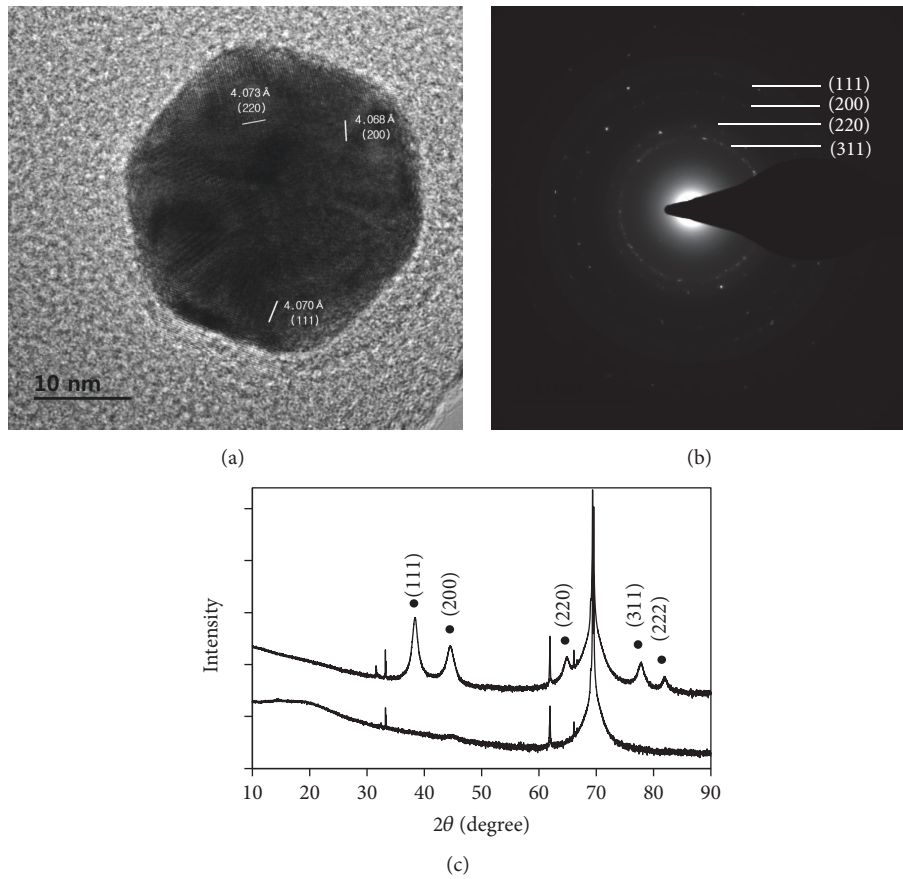 4.073 Å
(220)
4.068 Å
(200)
4.070 Å
(111)
10 nm
(a)
(111)
(200)
(220)
(311)
(b)
Intensity
(111)
(200)
(220)
(311)
(222)
10 20 30 40 50 60 70 80 90
2θ (degree)
(c)